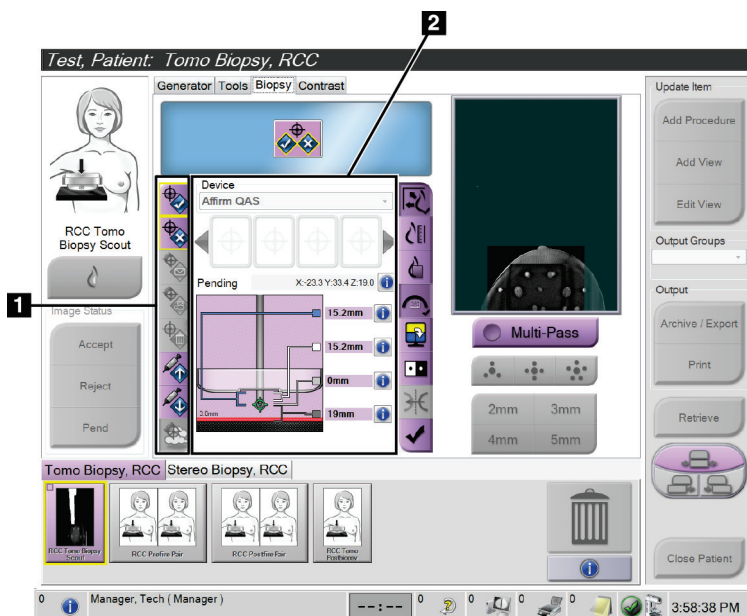 2
Test, Patient: Tomo Biopsy, RCC
Generator Tools Biopsy Contrast
Update Item
Add Procedure
Add View
Edit View
Output Groups
Output
Archive / Export
Print
Retrieve
Close Patient
RCC Tomo
Biopsy Scout
1
Image Status
Accept
Reject
Pend
Device
Affirm QAS
Pending X:-23.3 Y:33.4 Z:19.0
15.2mm
15.2mm
0mm
3.0mm 19mm
Multi-Pass
2mm 3mm
4mm 5mm
Tomo Biopsy, RCC Stereo Biopsy, RCC
RCC Tomo Biopsy
Scout
RCC Prefire Pair
RCC Postfire Pair
RCC Tomo
Postbiopsy
0 Manager, Tech ( Manager ) --:-- 0 0 0 3:58:38 PM